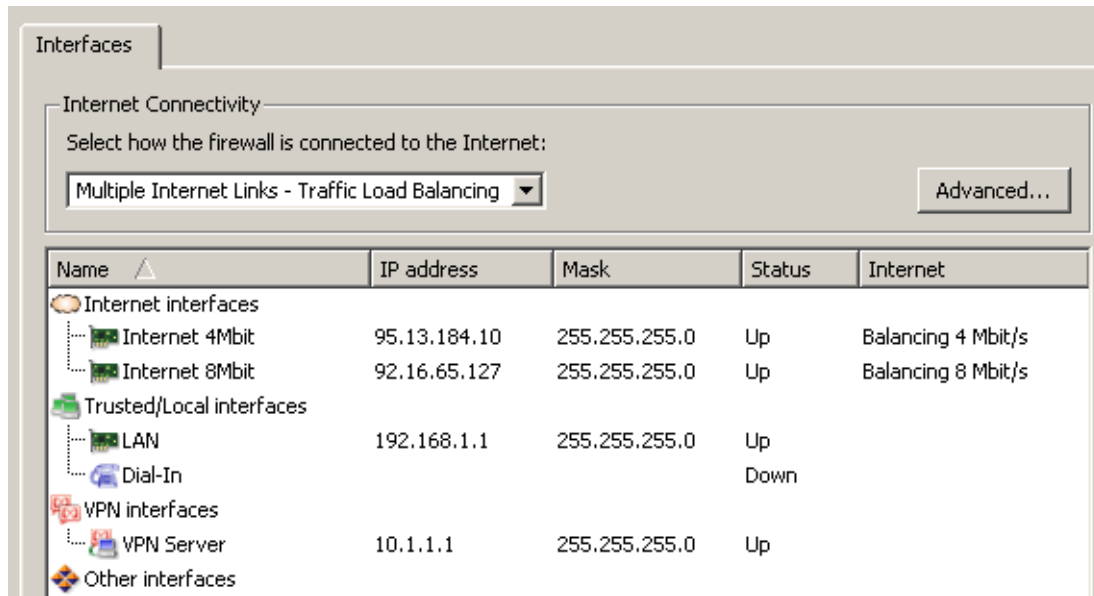 Interfaces
Internet Connectivity
Select how the firewall is connected to the Internet:
Multiple Internet Links - Traffic Load Balancing
Advanced...
Name IP address Mask Status Internet
Internet interfaces
Internet 4Mbit 95.13.184.10 255.255.255.0 Up Balancing 4 Mbit/s
Internet 8Mbit 92.16.65.127 255.255.255.0 Up Balancing 8 Mbit/s
Trusted/Local interfaces
LAN 192.168.1.1 255.255.255.0 Up
Dial-In Down
VPN interfaces
VPN Server 10.1.1.1 255.255.255.0 Up
Other interfaces